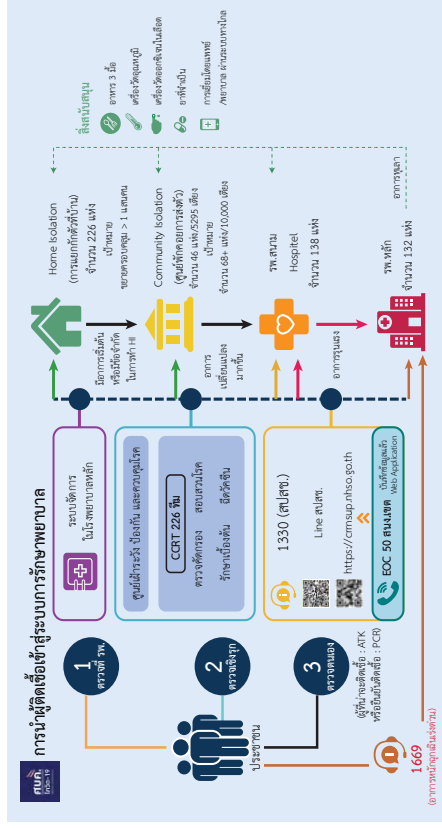 ศบค.
โควิด-19
การนำผู้ติดเชื้อเข้าสู่ระบบการรักษาพยาบาล
ประชาชน
1
ตรวจที่ รพ.
2
ตรวจเชิงรุก
3
ตรวจตนเอง
(ผู้ที่น่าจะติดเชื้อ : ATK
หรือยืนยันติดเชื้อ : PCR)
1669
(อาการหนักฉุกเฉินเร่งด่วน)
ระบบจัดการ
ในโรงพยาบาลหลัก
ศูนย์เฝ้าระวัง ป้องกัน และควบคุมโรค
CCRT 226 ทีม
ตรวจคัดกรอง สอบสวนโรค
รักษาเบื้องต้น ฉีดวัคซีน
1330 (สปสช.)
Line สปสช.
https://crmsup.nhso.go.th
EOC 50 สนง.เขต
บันทึกข้อมูลแล้ว
Web Application
Home Isolation
(การแยกกักตัวที่บ้าน)
จำนวน 226 แห่ง
เป้าหมาย
ขยายครอบคลุม > 1 แสนคน
มีอาการเริ่มต้น
หรือมีข้อจำกัด
ในการทำ HI
Community Isolation
(ศูนย์พักคอยการส่งตัว)
จำนวน 46 แห่ง/5295 เตียง
เป้าหมาย
จำนวน 68+ แห่ง/10,000 เตียง
อาการ
เปลี่ยนแปลง
มากขึ้น
รพ.สนาม
Hospitel
จำนวน 138 แห่ง
อาการรุนแรง
รพ.หลัก
จำนวน 132 แห่ง
อาการทุเลา
สิ่งสนับสนุน
อาหาร 3 มื้อ
เครื่องวัดอุณหภูมิ
เครื่องวัดออกซิเจนในเลือด
ยาที่จำเป็น
การเยี่ยมโดยแพทย์
/พยาบาล ผ่านระบบทางไกล